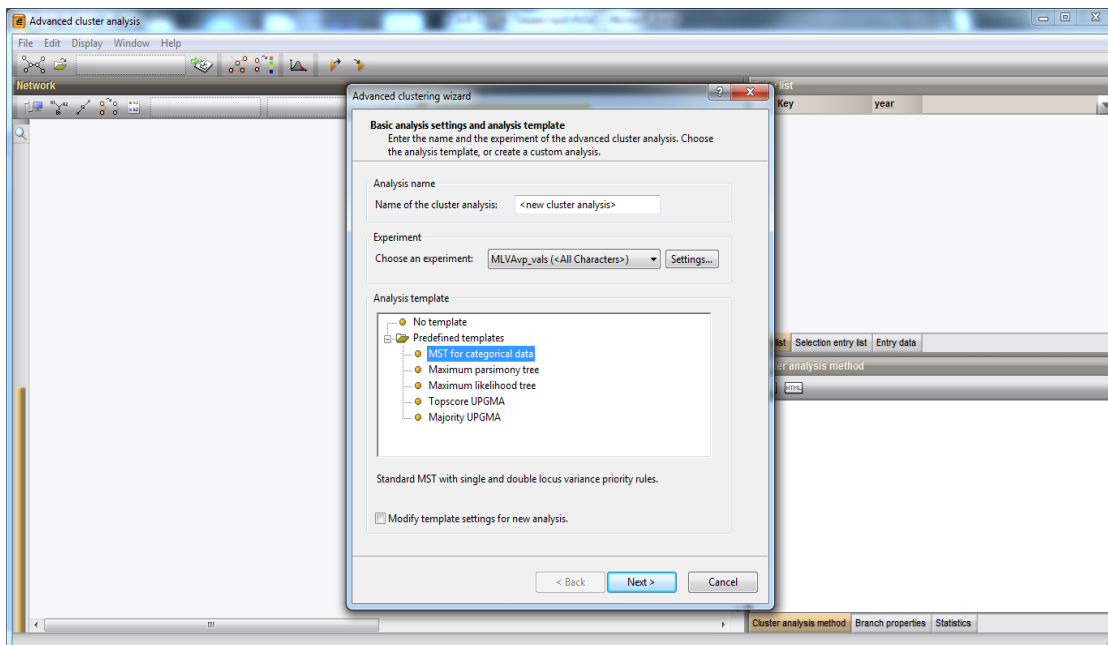 Advanced cluster analysis
File Edit Display Window Help
Network
list
Key year
Advanced clustering wizard
?
Basic analysis settings and analysis template
Enter the name and the experiment of the advanced cluster analysis. Choose
the analysis template, or create a custom analysis.
Analysis name
Name of the cluster analysis: <new cluster analysis>
Experiment
Choose an experiment: MLVAvp_vals (<All Characters>) Settings...
Analysis template
No template
Predefined templates
MST for categorical data
Maximum parsimony tree
Maximum likelihood tree
Topscore UPGMA
Majority UPGMA
Standard MST with single and double locus variance priority rules.
Modify template settings for new analysis.
< Back Next > Cancel
list Selection entry list Entry data
er analysis method
HTML
Cluster analysis method Branch properties Statistics